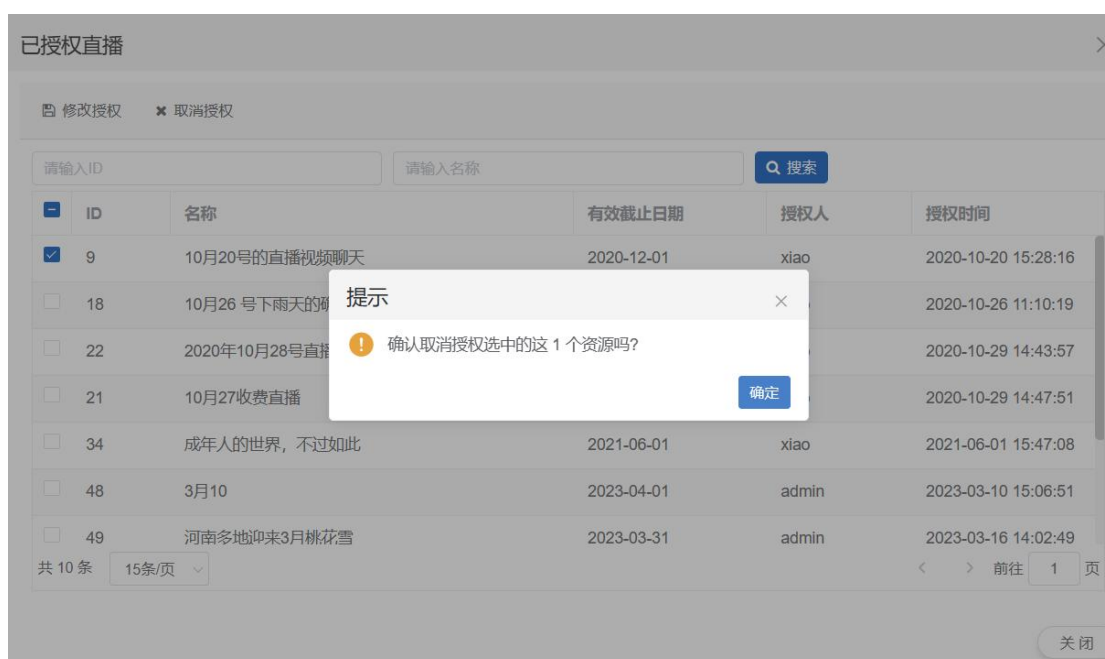 已授权直播
修改授权 取消授权
请输入ID 请输入名称 搜索
ID 名称 有效截止日期 授权人 授权时间
9 10月20号的直播视频聊天 2020-12-01 xiao 2020-10-20 15:28:16
提示
18 10月26 号下雨天的 2020-10-26 11:10:19
确认取消授权选中的这 1 个资源吗?
22 2020年10月28号直播 2020-10-29 14:43:57
确定
21 10月27收费直播 2020-10-29 14:47:51
34 成年人的世界，不过如此 2021-06-01 xiao 2021-06-01 15:47:08
48 3月10 2023-04-01 admin 2023-03-10 15:06:51
49 河南多地迎来3月桃花雪 2023-03-31 admin 2023-03-16 14:02:49
共 10 条 15条/页 前往 1 页
关闭